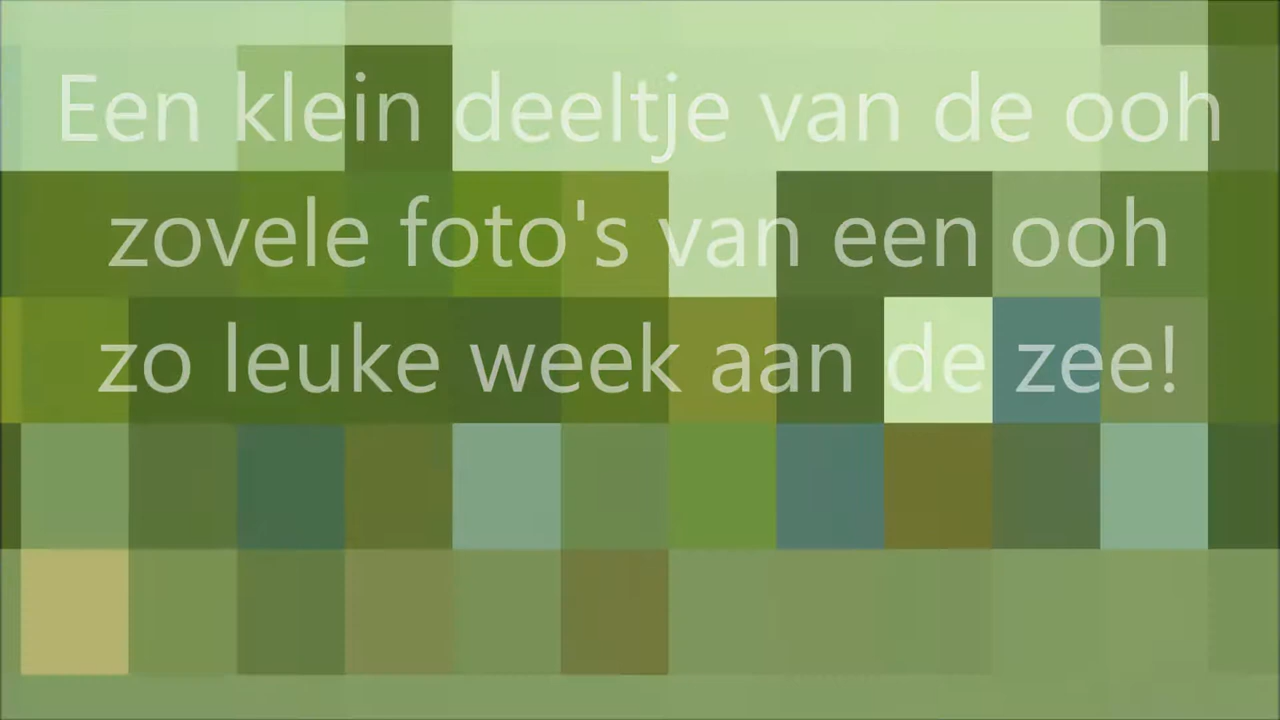 Een klein deeltje van de ooh
zovele foto's van een ooh
zo leuke week aan de zee!